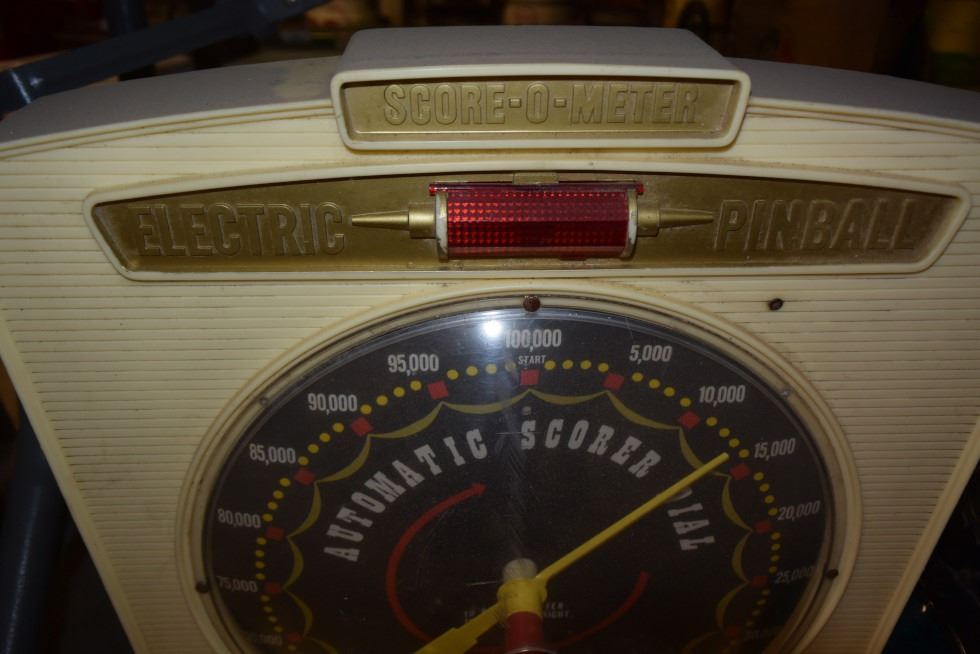 SCORE-O-METER
ELECTRIC PINBALL
100,000
START
95,000 5,000
90,000 10,000
85,000 15,000
80,000 20,000
75,000 25,000
AUTOMATIC SCORER DIAL